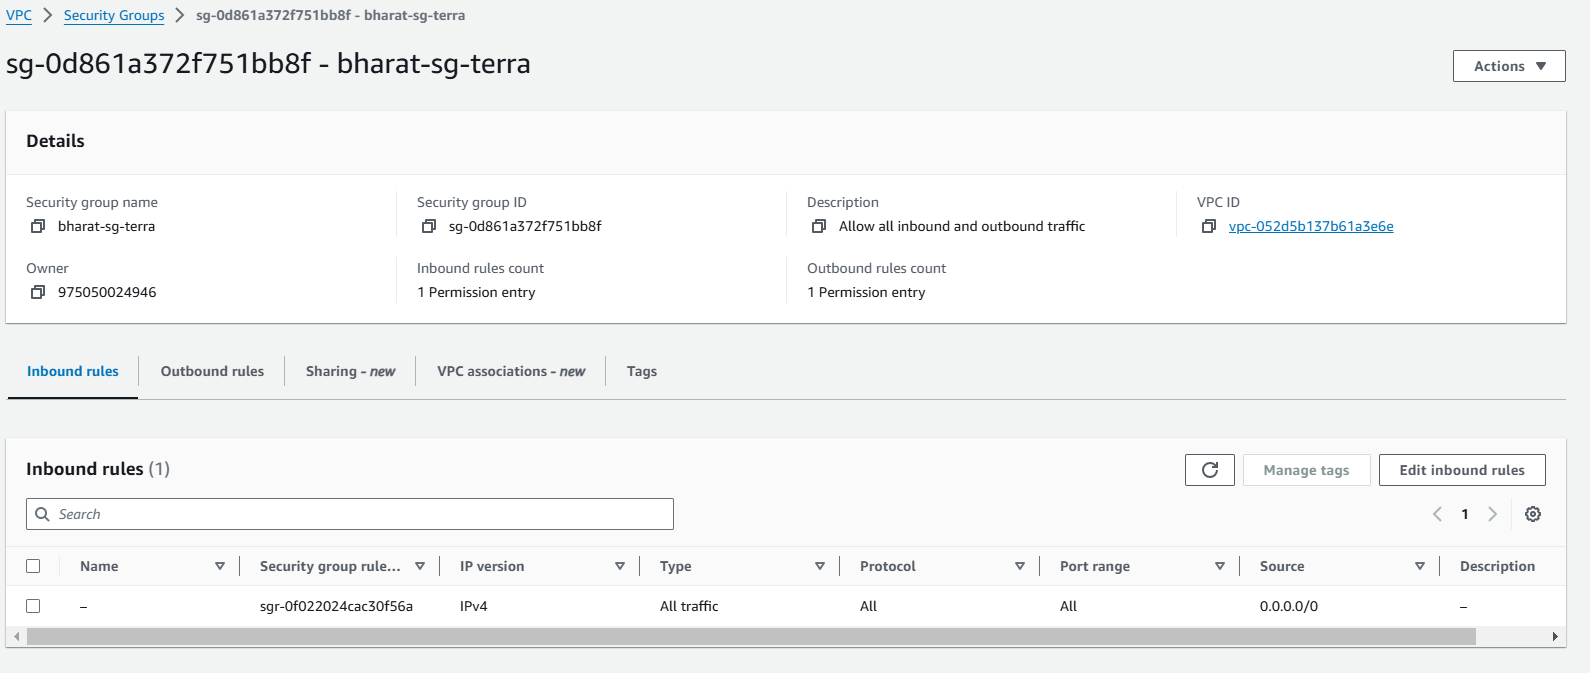 VPC > Security Groups > sg-0d861a372f751bb8f - bharat-sg-terra
sg-0d861a372f751bb8f - bharat-sg-terra
Actions
Details
Security group name
bharat-sg-terra
Security group ID
sg-0d861a372f751bb8f
Description
Allow all inbound and outbound traffic
VPC ID
vpc-052d5b137b61a3e6e
Owner
975050024946
Inbound rules count
1 Permission entry
Outbound rules count
1 Permission entry
Inbound rules Outbound rules Sharing - new VPC associations - new Tags
Inbound rules (1)
Manage tags Edit inbound rules
Search
1
Name Security group rule... IP version Type Protocol Port range Source Description
– sgr-0f022024cac30f56a IPv4 All traffic All All 0.0.0.0/0 –